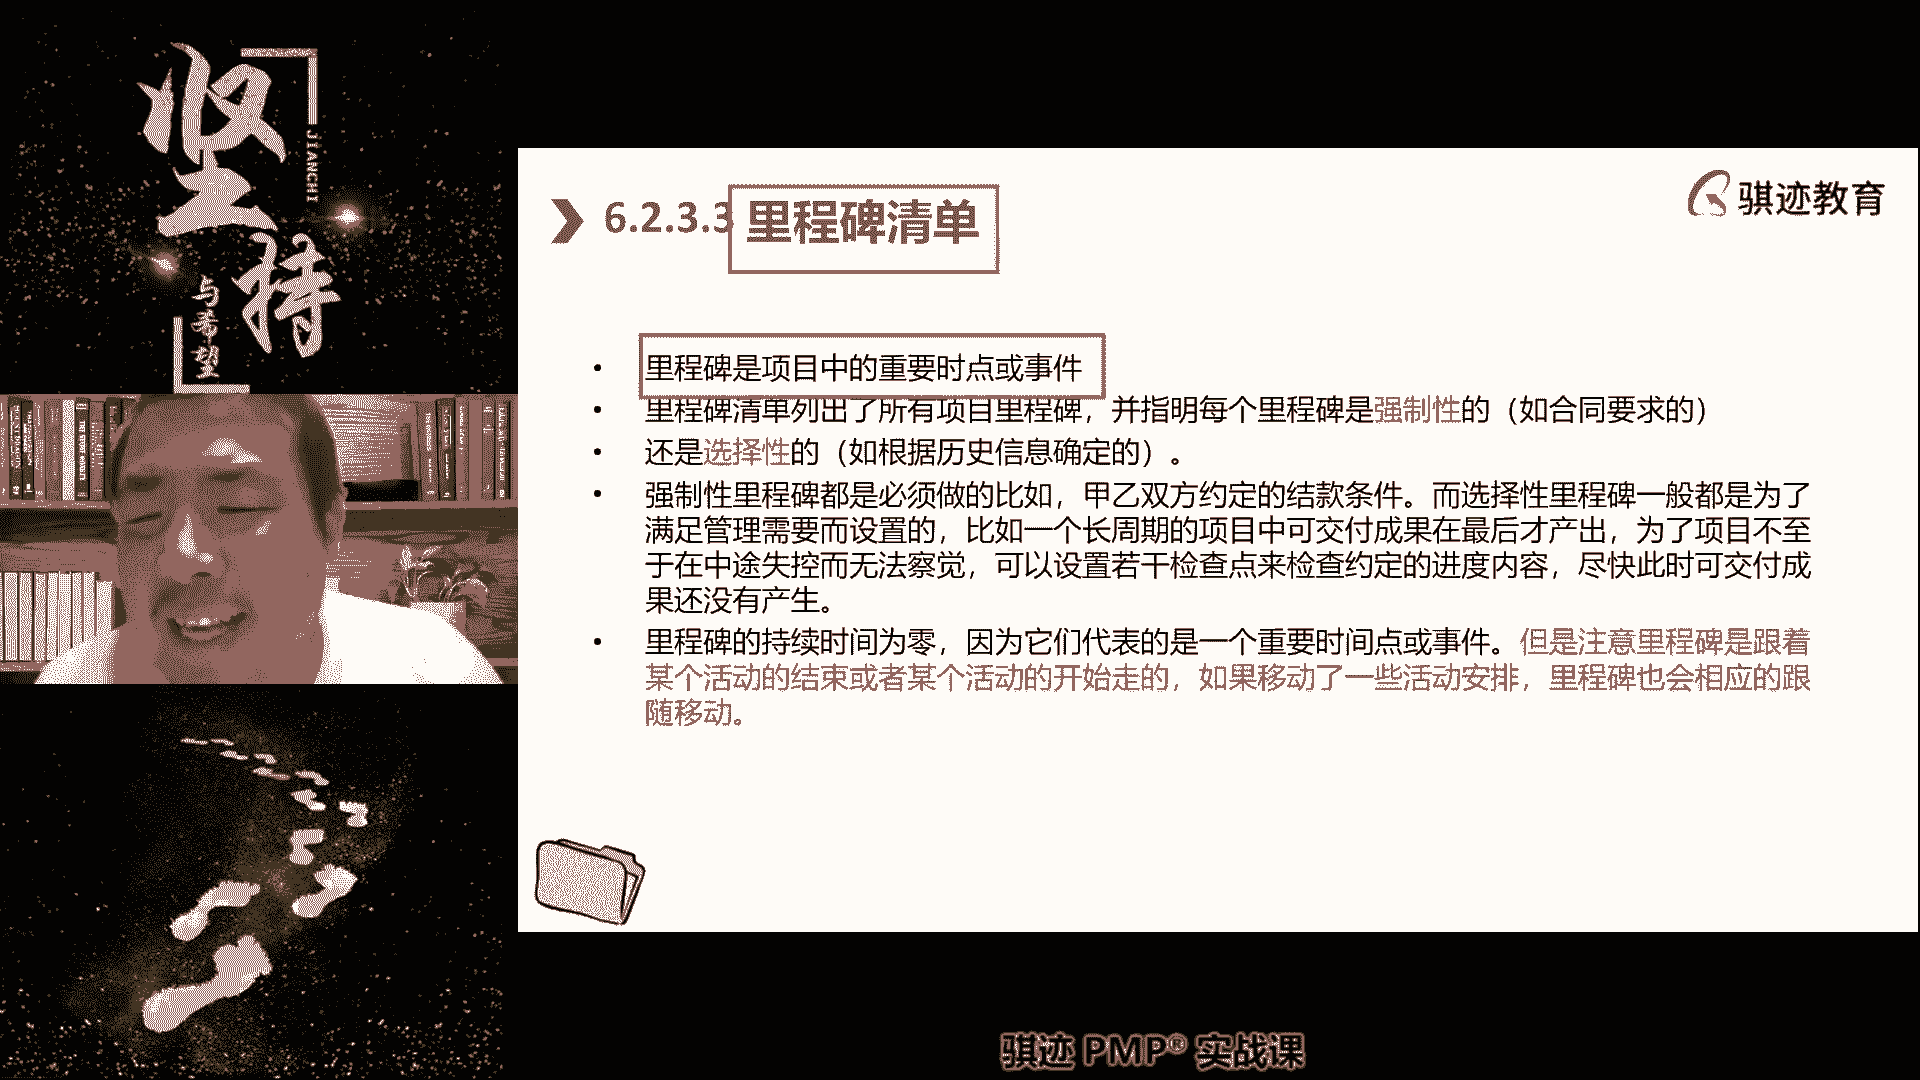 坚持
JIANCHI
与希望
6.2.3.3 里程碑清单
骐迹教育
• 里程碑是项目中的重要时点或事件
• 里程碑清单列出了所有项目里程碑，并指明每个里程碑是强制性的（如合同要求的）
• 还是选择性的（如根据历史信息确定的）。
• 强制性里程碑都是必须做的比如，甲乙双方约定的结款条件。而选择性里程碑一般都是为了
满足管理需要而设置的，比如一个长周期的项目中可交付成果在最后才产出，为了项目不至
于在中途失控而无法察觉，可以设置若干检查点来检查约定的进度内容，尽快此时可交付成
果还没有产生。
• 里程碑的持续时间为零，因为它们代表的是一个重要时间点或事件。但是注意里程碑是跟着
某个活动的结束或者某个活动的开始走的，如果移动了一些活动安排，里程碑也会相应的跟
随移动。
骐迹 PMP® 实战课